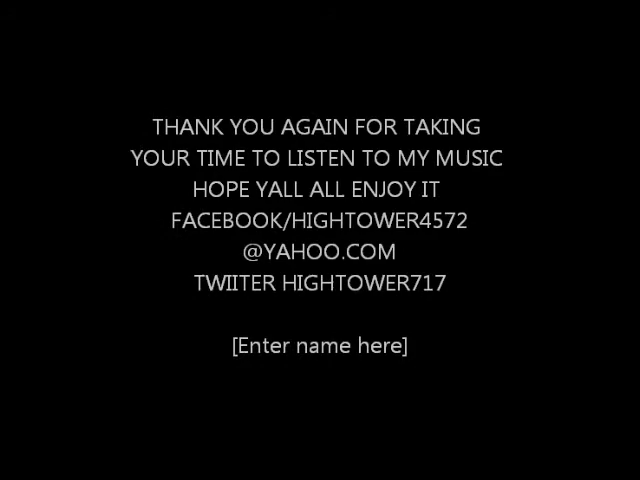 THANK YOU AGAIN FOR TAKING
YOUR TIME TO LISTEN TO MY MUSIC
HOPE YALL ALL ENJOY IT
FACEBOOK/HIGHTOWER4572
@YAHOO.COM
TWIITER HIGHTOWER717
[Enter name here]